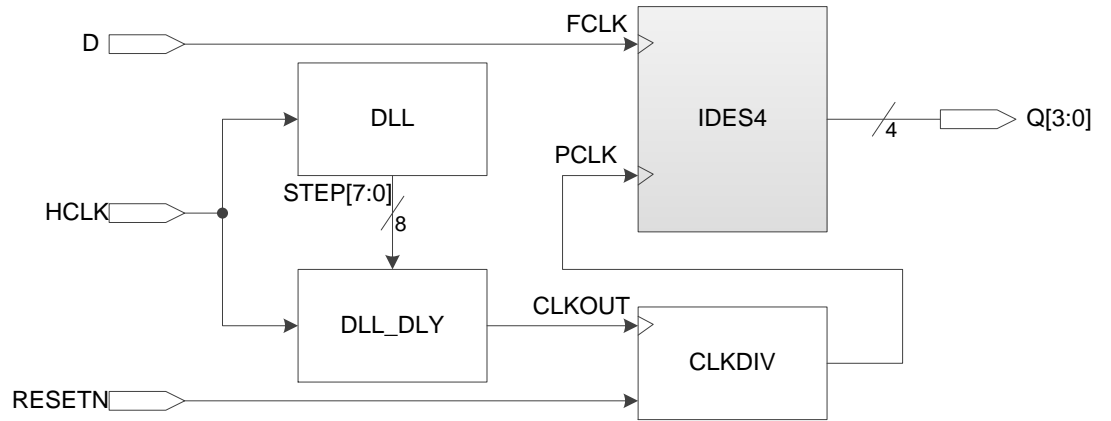 FCLK
D
DLL
IDES4
4
Q[3:0]
PCLK
STEP[7:0]
HCLK
8
CLKOUT
DLL_DLY
CLKDIV
RESETN